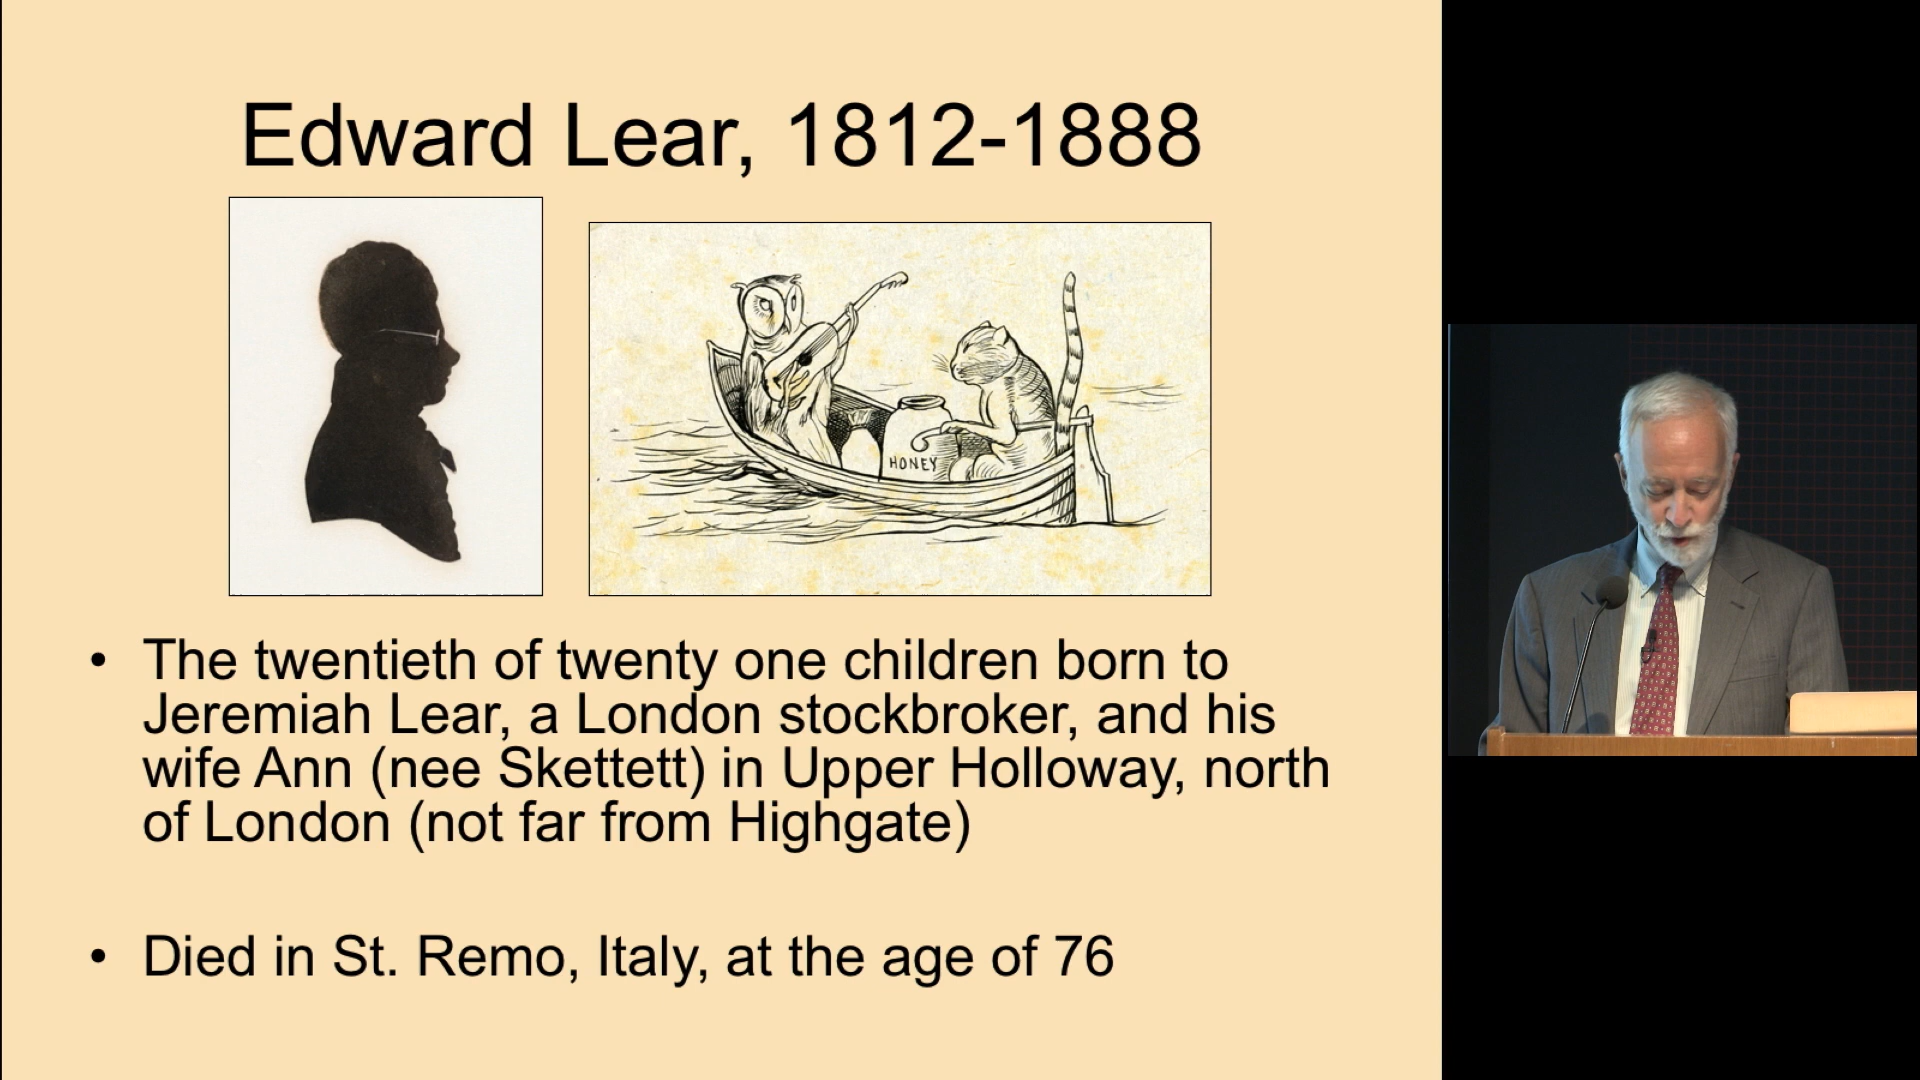 Edward Lear, 1812-1888
HONEY
• The twentieth of twenty one children born to
Jeremiah Lear, a London stockbroker, and his
wife Ann (nee Skettett) in Upper Holloway, north
of London (not far from Highgate)
• Died in St. Remo, Italy, at the age of 76